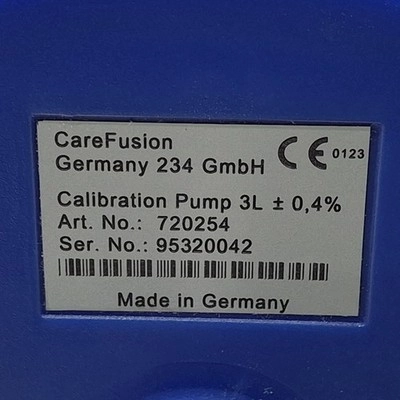 CareFusion
Germany 234 GmbH CE 0123
Calibration Pump 3L ± 0,4%
Art. No.: 720254
Ser. No.: 95320042
Made in Germany